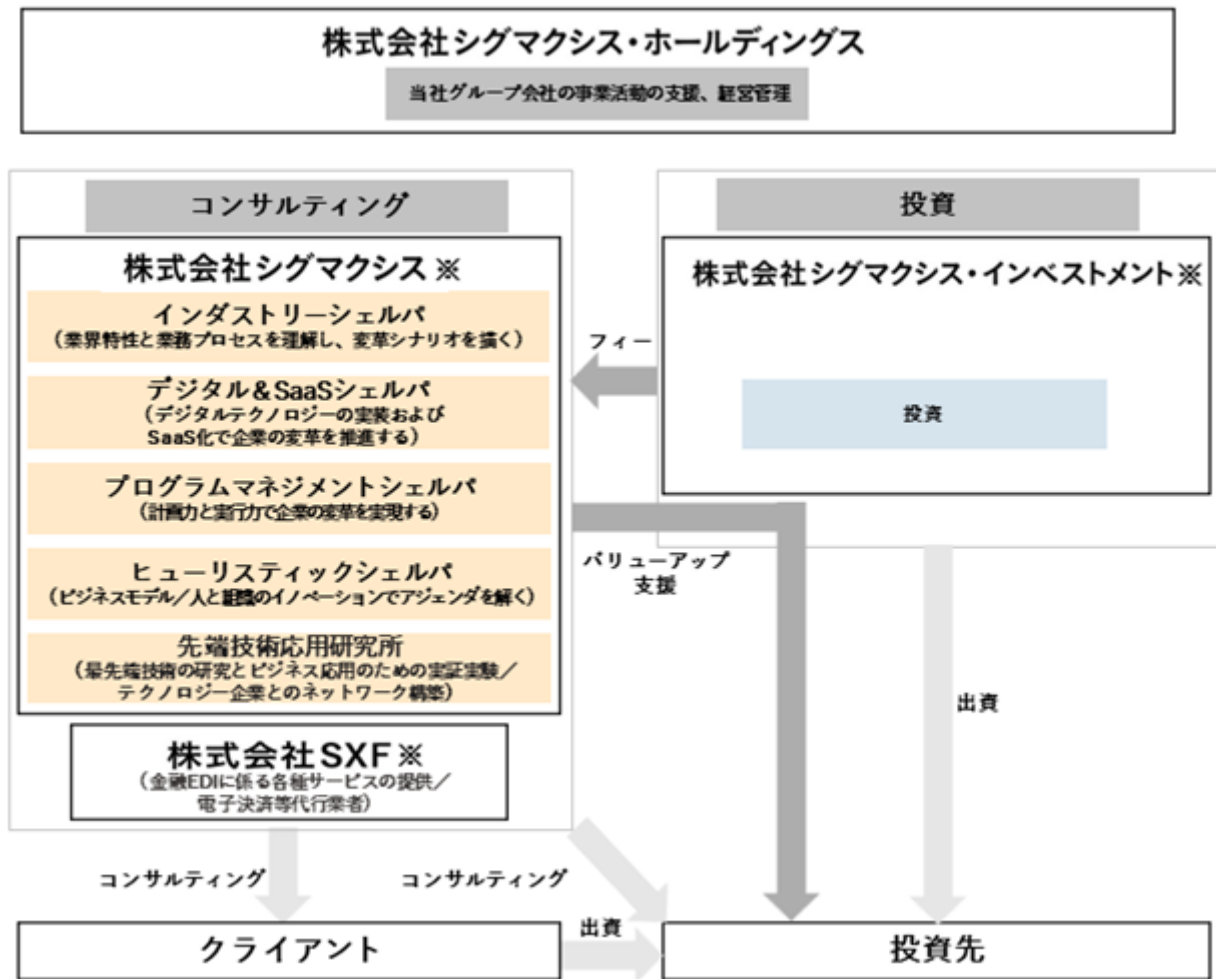 株式会社シグマクシス・ホールディングス
当社グループ会社の事業活動の支援、経営管理
コンサルティング
株式会社シグマクシス※
インダストリーシェルパ
(業界特性と業務プロセスを理解し、変革シナリオを描く)
デジタル&SaaSシェルパ
(デジタルテクノロジーの実装および
SaaS化で企業の変革を推進する)
プログラムマネジメントシェルパ
(計画力と実行力で企業の変革を実現する)
ヒューリスティックシェルパ
(ビジネスモデル/人と組織のイノベーションでアジェンダを解く)
先端技術応用研究所
(最先端技術の研究とビジネス応用のための実証実験/
テクノロジー企業とのネットワーク構築)
株式会社SXF※
(金融EDIに係る各種サービスの提供/
電子決済等代行業者)
投資
株式会社シグマクシス・インベストメント※
投資
フィー
バリューアップ
支援
出資
コンサルティング
コンサルティング
クライアント
出資
投資先